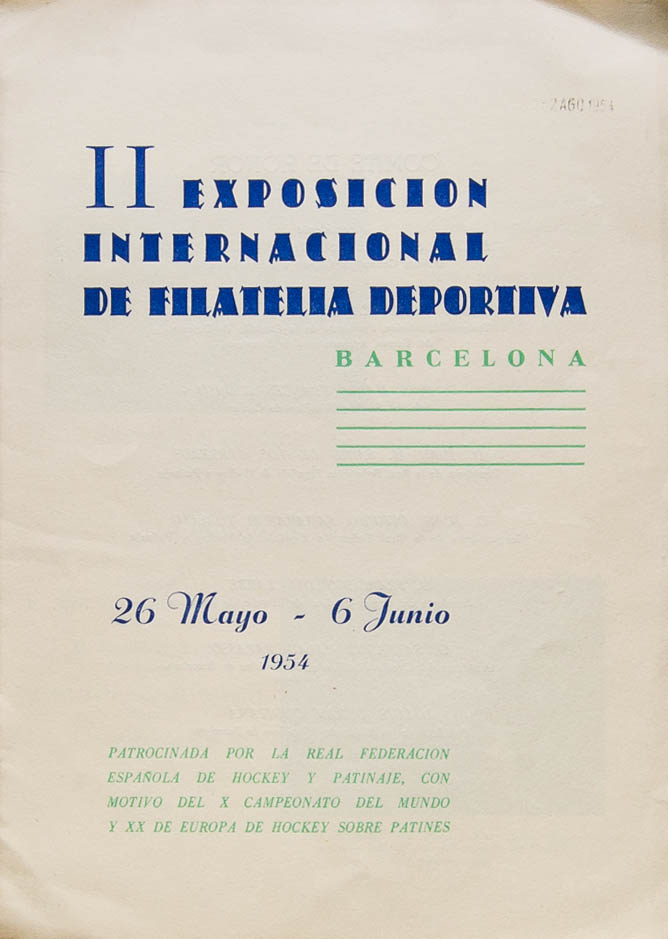 2 AGO 1954
II EXPOSICION
INTERNACIONAL
DE FILATELIA DEPORTIVA
BARCELONA
26 Mayo - 6 Junio
1954
PATROCINADA POR LA REAL FEDERACION
ESPAÑOLA DE HOCKEY Y PATINAJE, CON
MOTIVO DEL X CAMPEONATO DEL MUNDO
Y XX DE EUROPA DE HOCKEY SOBRE PATINES